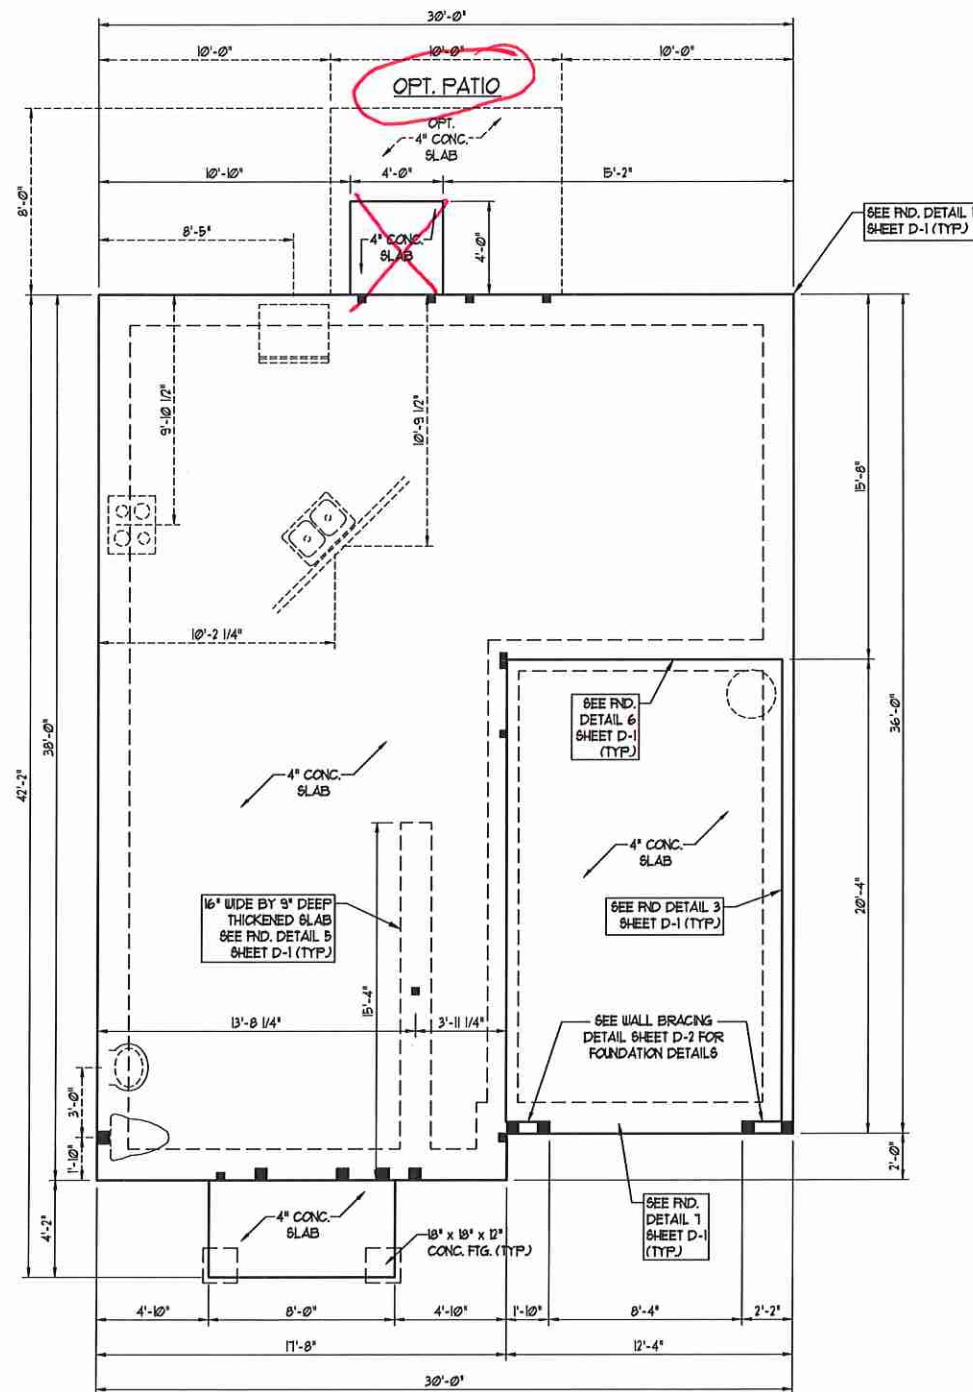 30'-0"
10'-0" 10'-0" 10'-0"
OPT. PATIO
OPT.
4" CONC.
SLAB
8'-0"
10'-10" 4'-0" 15'-2"
SEE FND. DETAIL 1
SHEET D-1 (TYP.)
8'-5"
4" CONC.
SLAB
4'-0"
9'-10 1/2"
10'-9 1/2"
15'-8"
10'-2 1/4"
SEE FND.
DETAIL 6
SHEET D-1
(TYP.)
36'-0"
38'-0"
42'-2"
4" CONC.
SLAB
4" CONC.
SLAB
16" WIDE BY 9" DEEP
THICKENED SLAB
SEE FND. DETAIL 5
SHEET D-1 (TYP.)
SEE FND DETAIL 3
SHEET D-1 (TYP.)
20'-4"
15'-4"
13'-8 1/4" 3'-11 1/4"
SEE WALL BRACING
DETAIL SHEET D-2 FOR
FOUNDATION DETAILS
3'-0"
1'-10"
2'-0"
4'-2"
4" CONC.
SLAB
18" x 18" x 12"
CONC. FTG. (TYP.)
SEE FND.
DETAIL 7
SHEET D-1
(TYP.)
4'-10" 8'-0" 4'-10" 1'-10" 8'-4" 2'-2"
17'-8" 12'-4"
30'-0"